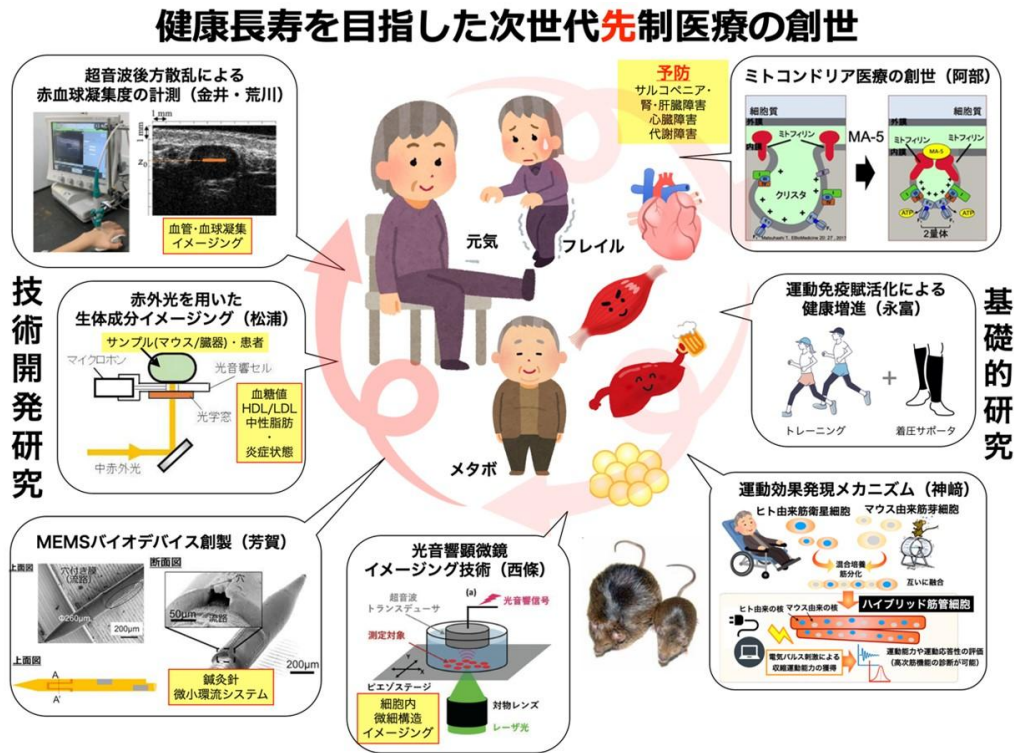 健康長寿を目指した次世代先制医療の創世
超音波後方散乱による
赤血球凝集度の計測（金井・荒川）
1 mm
1 mm
z₀
血管・血球凝集
イメージング
元気
フレイル
予防
サルコペニア・
腎・肝臓障害
心臓障害
代謝障害
ミトコンドリア医療の創世（阿部）
細胞質
外膜
ミトフィリン
内膜
クリスタ
MA-5
細胞質
外膜
ミトフィリン
ミトフィリン
内膜
MA-5
ATP
ATP
2量体
技術開発研究
赤外光を用いた
生体成分イメージング（松浦）
サンプル(マウス/臓器)・患者
マイクロホン
光音響セル
光学窓
中赤外光
血糖値
HDL/LDL
中性脂肪
・
炎症状態
メタボ
基礎的研究
運動免疫賦活化による
健康増進（永富）
+
トレーニング
着圧サポータ
MEMSバイオデバイス創製（芳賀）
上面図
穴付き膜
（流路）
Φ260μm
200μm
断面図
穴
流路
50μm
200μm
上面図
A
A'
鍼灸針
微小環流システム
光音響顕微鏡
イメージング技術（西條）
(a)
超音波
トランスデューサ
光音響信号
測定対象
ピエゾステージ
対物レンズ
レーザ光
細胞内
微細構造
イメージング
運動効果発現メカニズム（神﨑）
ヒト由来筋衛星細胞
マウス由来筋芽細胞
混合培養
筋分化
互いに融合
ハイブリッド筋管細胞
ヒト由来の核
マウス由来の核
電気パルス刺激による
収縮運動能力の獲得
運動能力や運動応答性の評価
（高次筋機能の診断が可能）